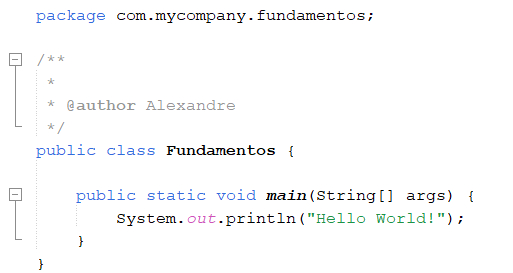 package com.mycompany.fundamentos;
/**
 *
 * @author Alexandre
 */
public class Fundamentos {
    public static void main(String[] args) {
        System.out.println("Hello World!");
    }
}